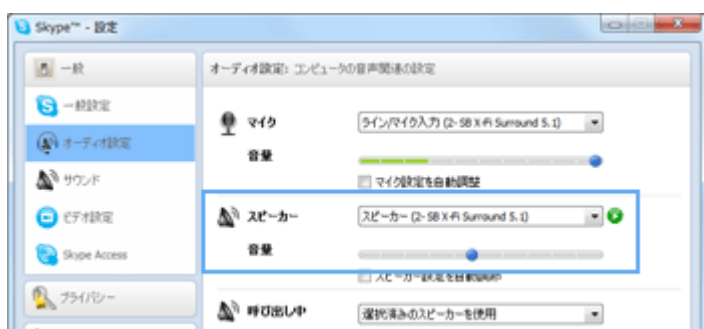 Skype™ - 設定
一般
オーディオ設定: コンピュータの音声関連の設定
一般設定
オーディオ設定
サウンド
ビデオ設定
Skype Access
プライバシー
マイク
ライン/マイク入力 (2- SB X-Fi Surround 5.1)
音量
マイク設定を自動調整
スピーカー
スピーカー (2- SB X-Fi Surround 5.1)
音量
スピーカー設定を自動調節
呼び出し中
選択済みのスピーカーを使用